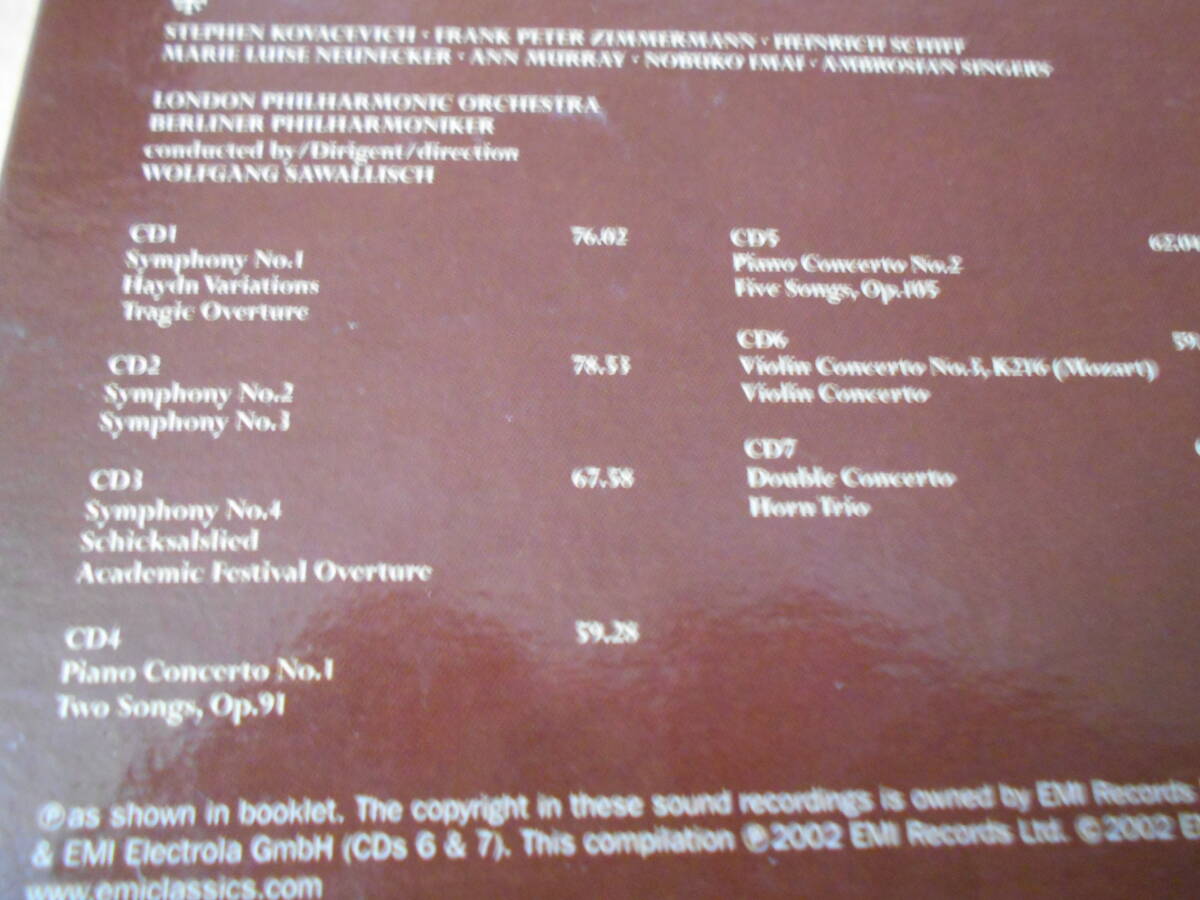 STEPHEN KOVACEVICH · FRANK PETER ZIMMERMANN · HEINRICH SCHIFF
MARIE LUISE NEUNECKER · ANN MURRAY · NOBUKO IMAI · AMBROSIAN SINGERS
LONDON PHILHARMONIC ORCHESTRA
BERLINER PHILHARMONIKER
conducted by/Dirigent/direction
WOLFGANG SAWALLISCH
CD1 76.02
Symphony No.1
Haydn Variations
Tragic Overture
CD2 78.53
Symphony No.2
Symphony No.3
CD3 67.58
Symphony No.4
Schicksalslied
Academic Festival Overture
CD4 59.28
Piano Concerto No.1
Two Songs, Op.91
CD5
Piano Concerto No.2
Five Songs, Op.105
CD6
Violin Concerto No.3, K216 (Mozart)
Violin Concerto
CD7
Double Concerto
Horn Trio
℗ as shown in booklet. The copyright in these sound recordings is owned by EMI Records
& EMI Electrola GmbH (CDs 6 & 7). This compilation ℗ 2002 EMI Records Ltd. © 2002
www.emiclassics.com